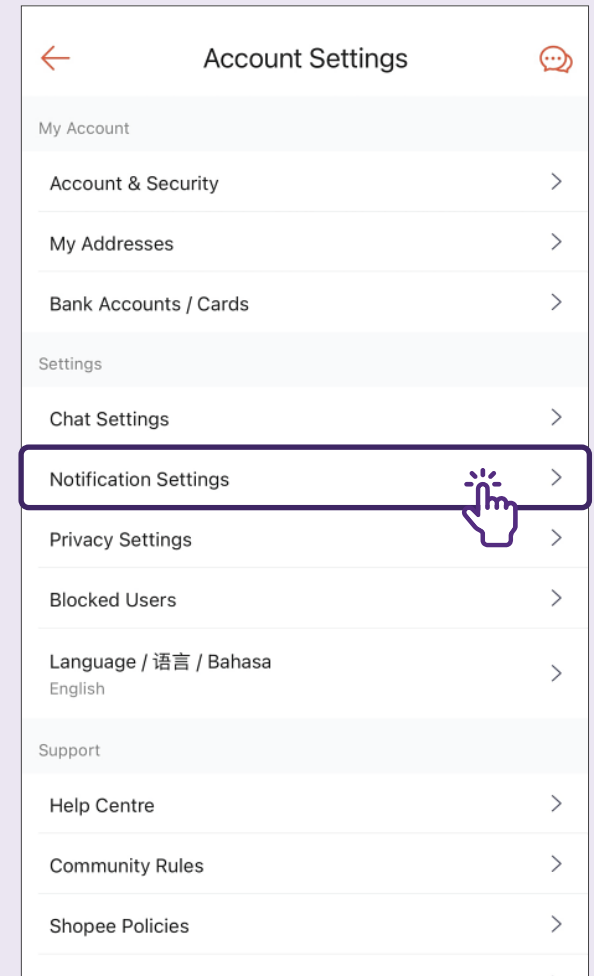 Account Settings
My Account
Account & Security
My Addresses
Bank Accounts / Cards
Settings
Chat Settings
Notification Settings
Privacy Settings
Blocked Users
Language / 语言 / Bahasa
English
Support
Help Centre
Community Rules
Shopee Policies